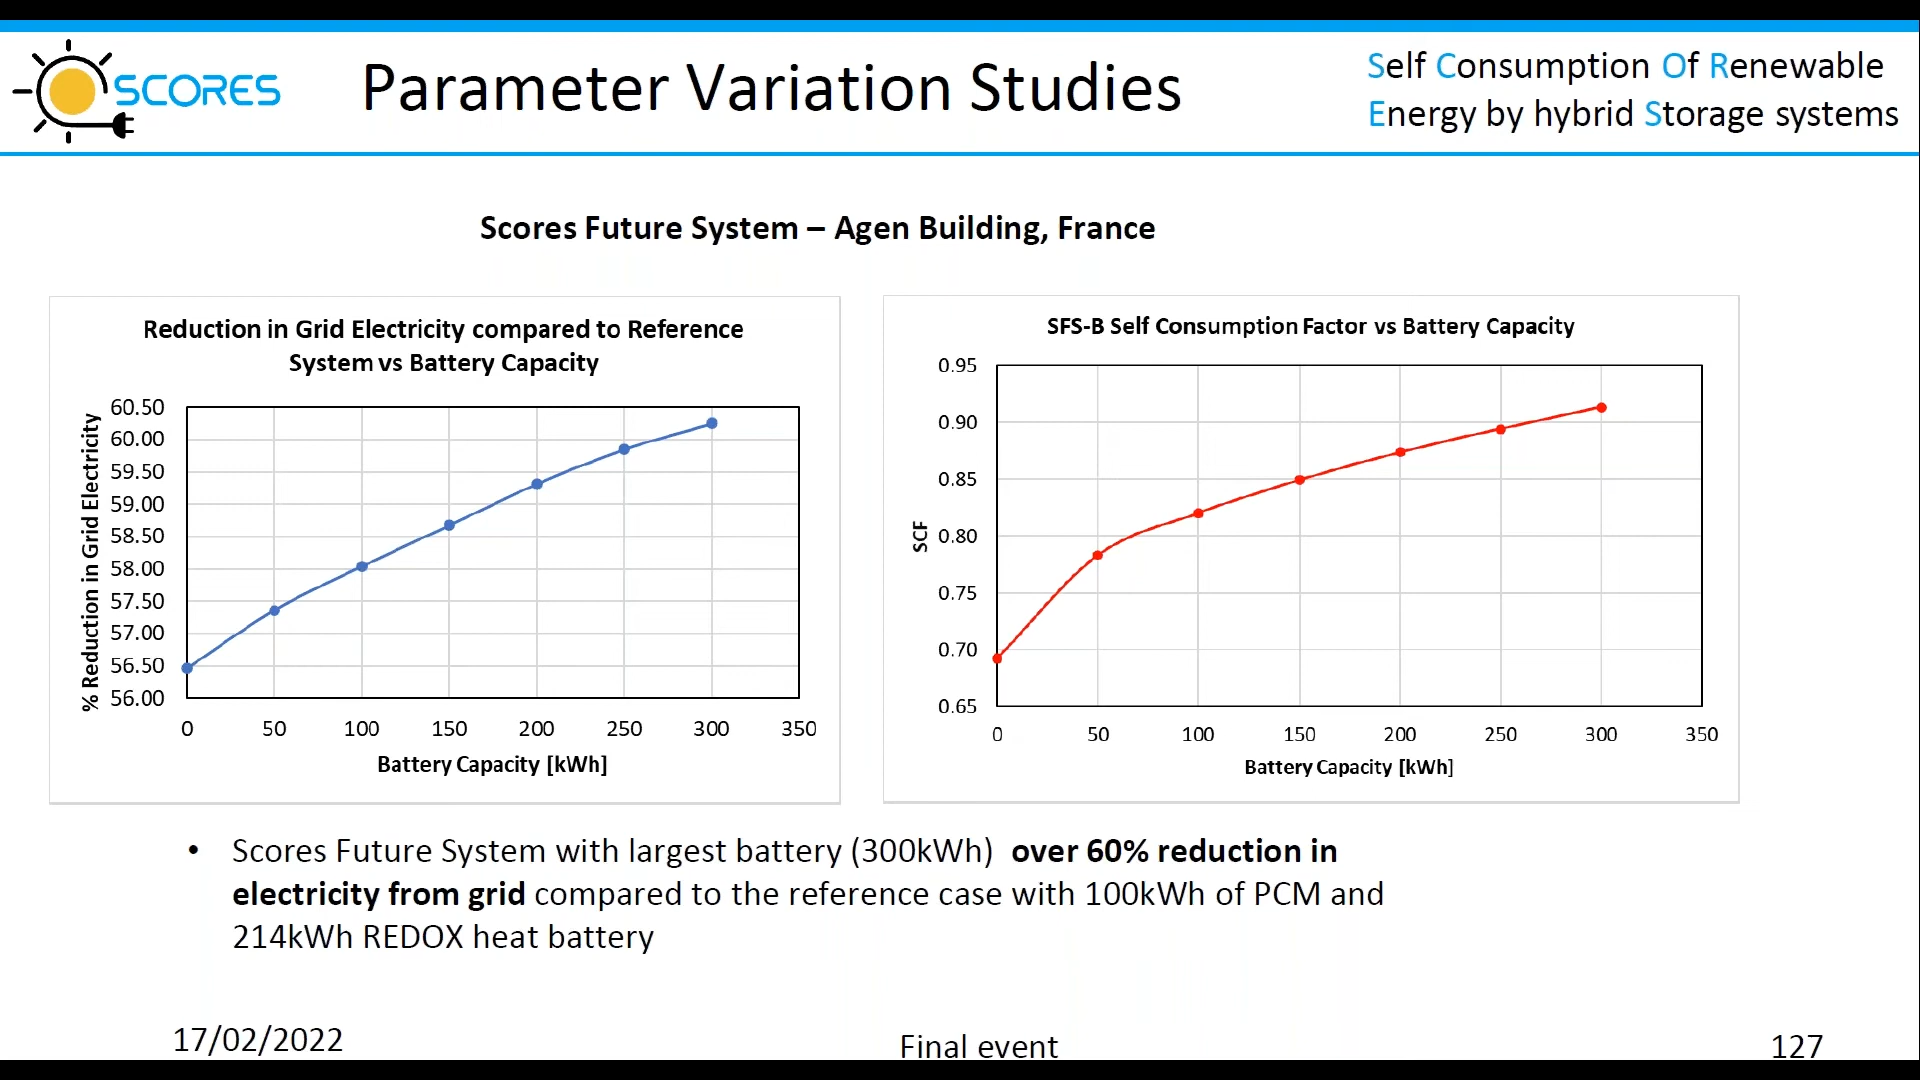 SCORES
Parameter Variation Studies
Self Consumption Of Renewable
Energy by hybrid Storage systems
Scores Future System – Agen Building, France
Reduction in Grid Electricity compared to Reference
System vs Battery Capacity
% Reduction in Grid Electricity
60.50
60.00
59.50
59.00
58.50
58.00
57.50
57.00
56.50
56.00
0 50 100 150 200 250 300 350
Battery Capacity [kWh]
SFS-B Self Consumption Factor vs Battery Capacity
SCF
0.95
0.90
0.85
0.80
0.75
0.70
0.65
0 50 100 150 200 250 300 350
Battery Capacity [kWh]
• Scores Future System with largest battery (300kWh) over 60% reduction in
electricity from grid compared to the reference case with 100kWh of PCM and
214kWh REDOX heat battery
17/02/2022
Final event
127